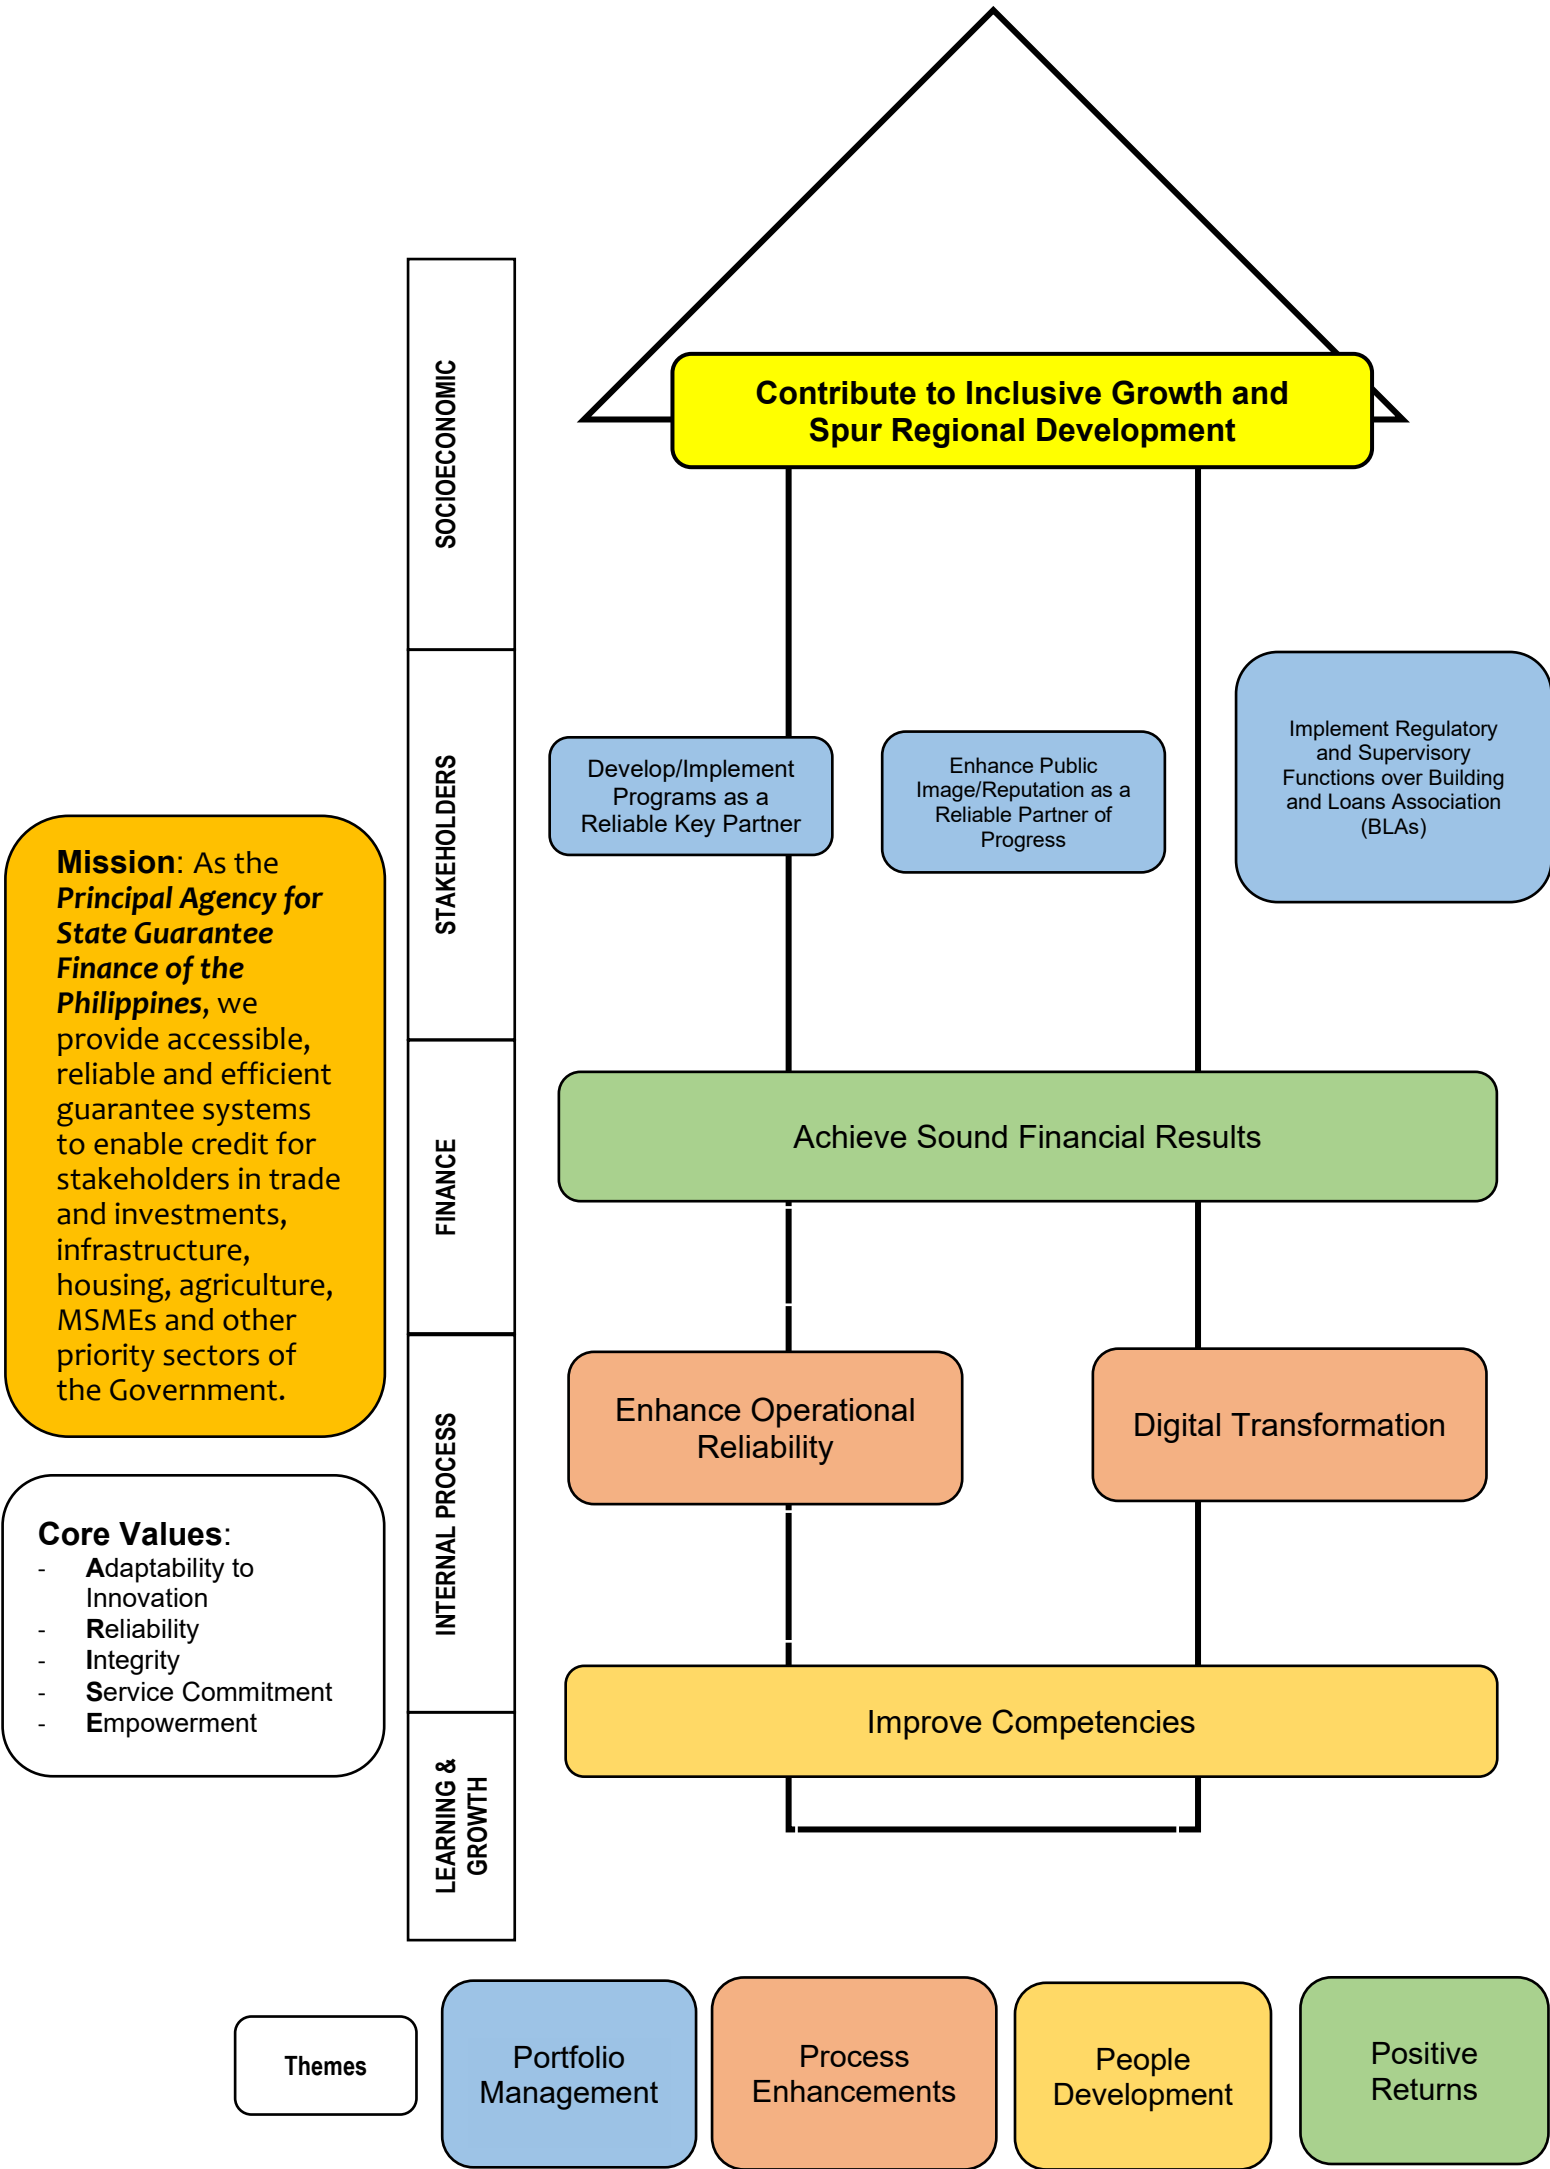 Contribute to Inclusive Growth and
Spur Regional Development
SOCIOECONOMIC
STAKEHOLDERS
Develop/Implement
Programs as a
Reliable Key Partner
Enhance Public
Image/Reputation as a
Reliable Partner of
Progress
Implement Regulatory
and Supervisory
Functions over Building
and Loans Association
(BLAs)
Mission: As the
Principal Agency for
State Guarantee
Finance of the
Philippines, we
provide accessible,
reliable and efficient
guarantee systems
to enable credit for
stakeholders in trade
and investments,
infrastructure,
housing, agriculture,
MSMEs and other
priority sectors of
the Government.
FINANCE
Achieve Sound Financial Results
INTERNAL PROCESS
Enhance Operational
Reliability
Digital Transformation
Core Values:
- Adaptability to
Innovation
- Reliability
- Integrity
- Service Commitment
- Empowerment
LEARNING &
GROWTH
Improve Competencies
Themes
Portfolio
Management
Process
Enhancements
People
Development
Positive
Returns